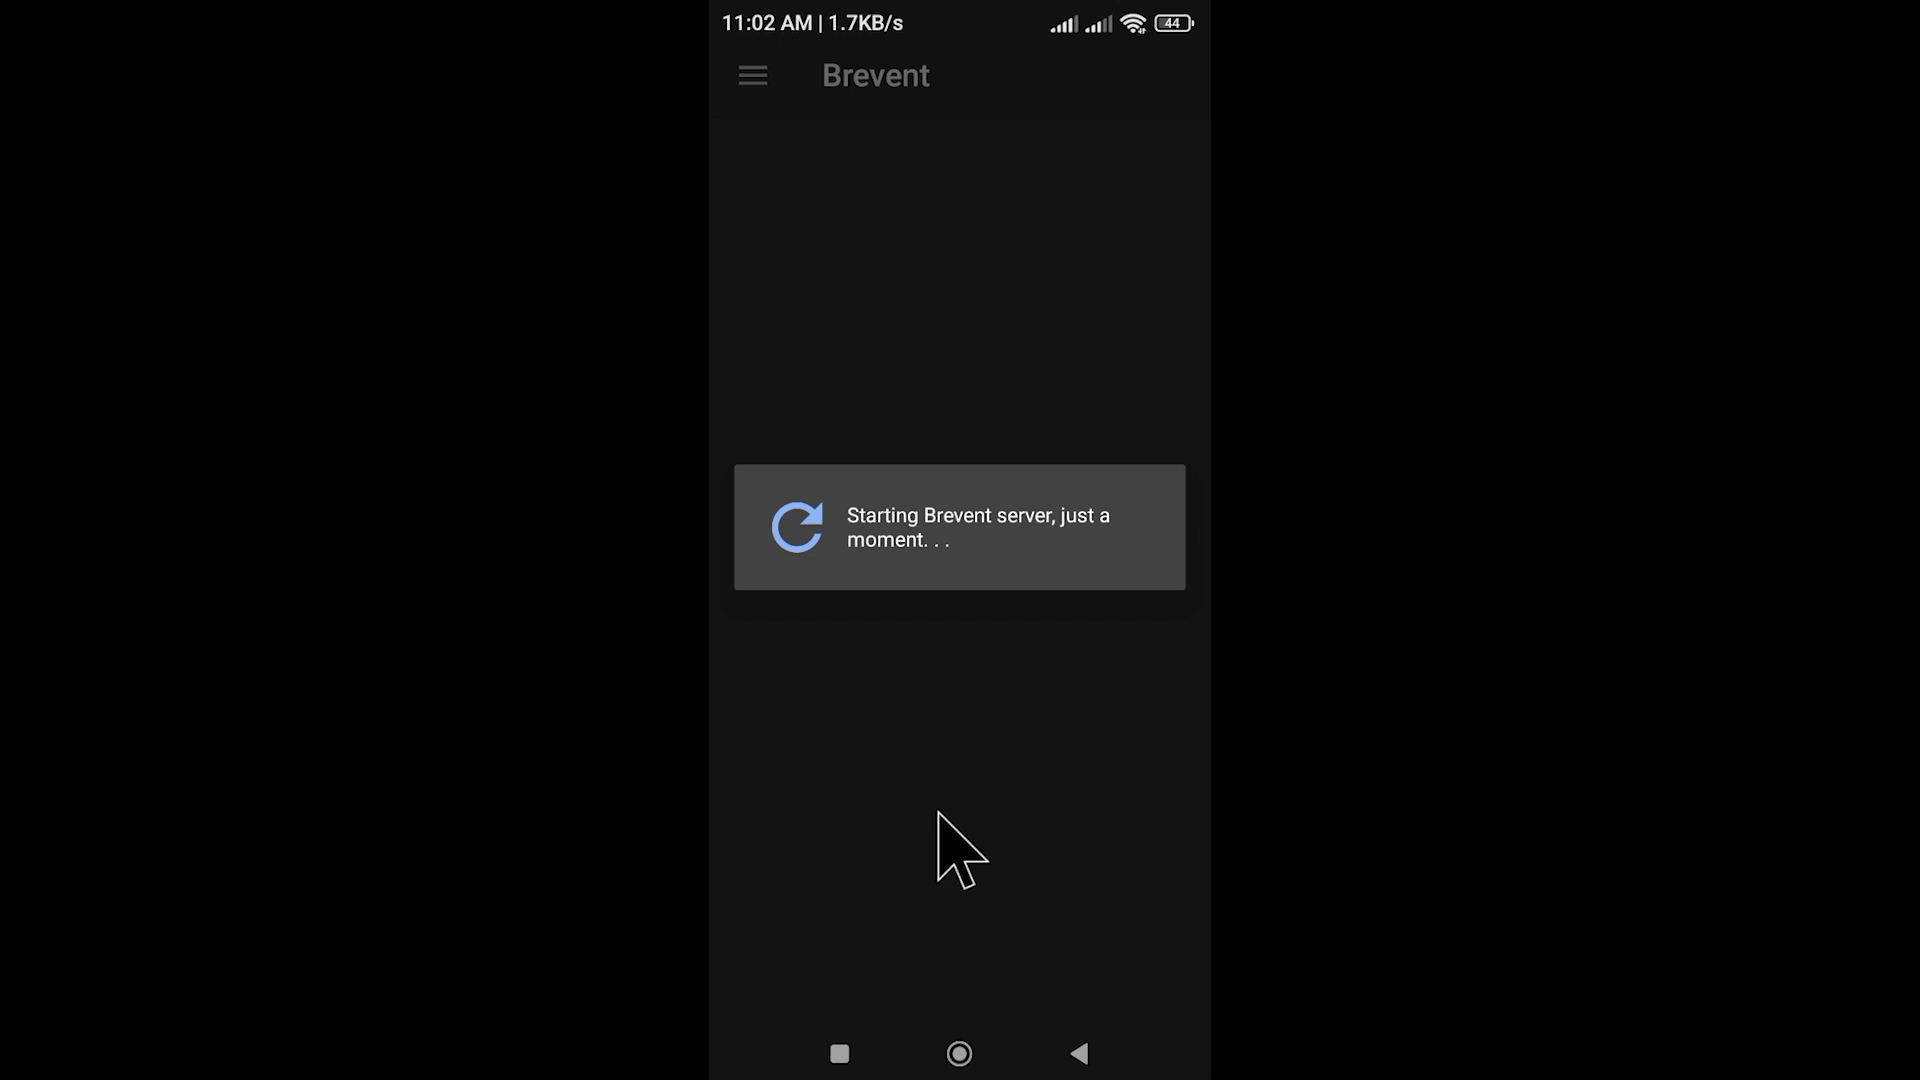 11:02 AM | 1.7KB/s
44
Brevent
Starting Brevent server, just a
moment. . .